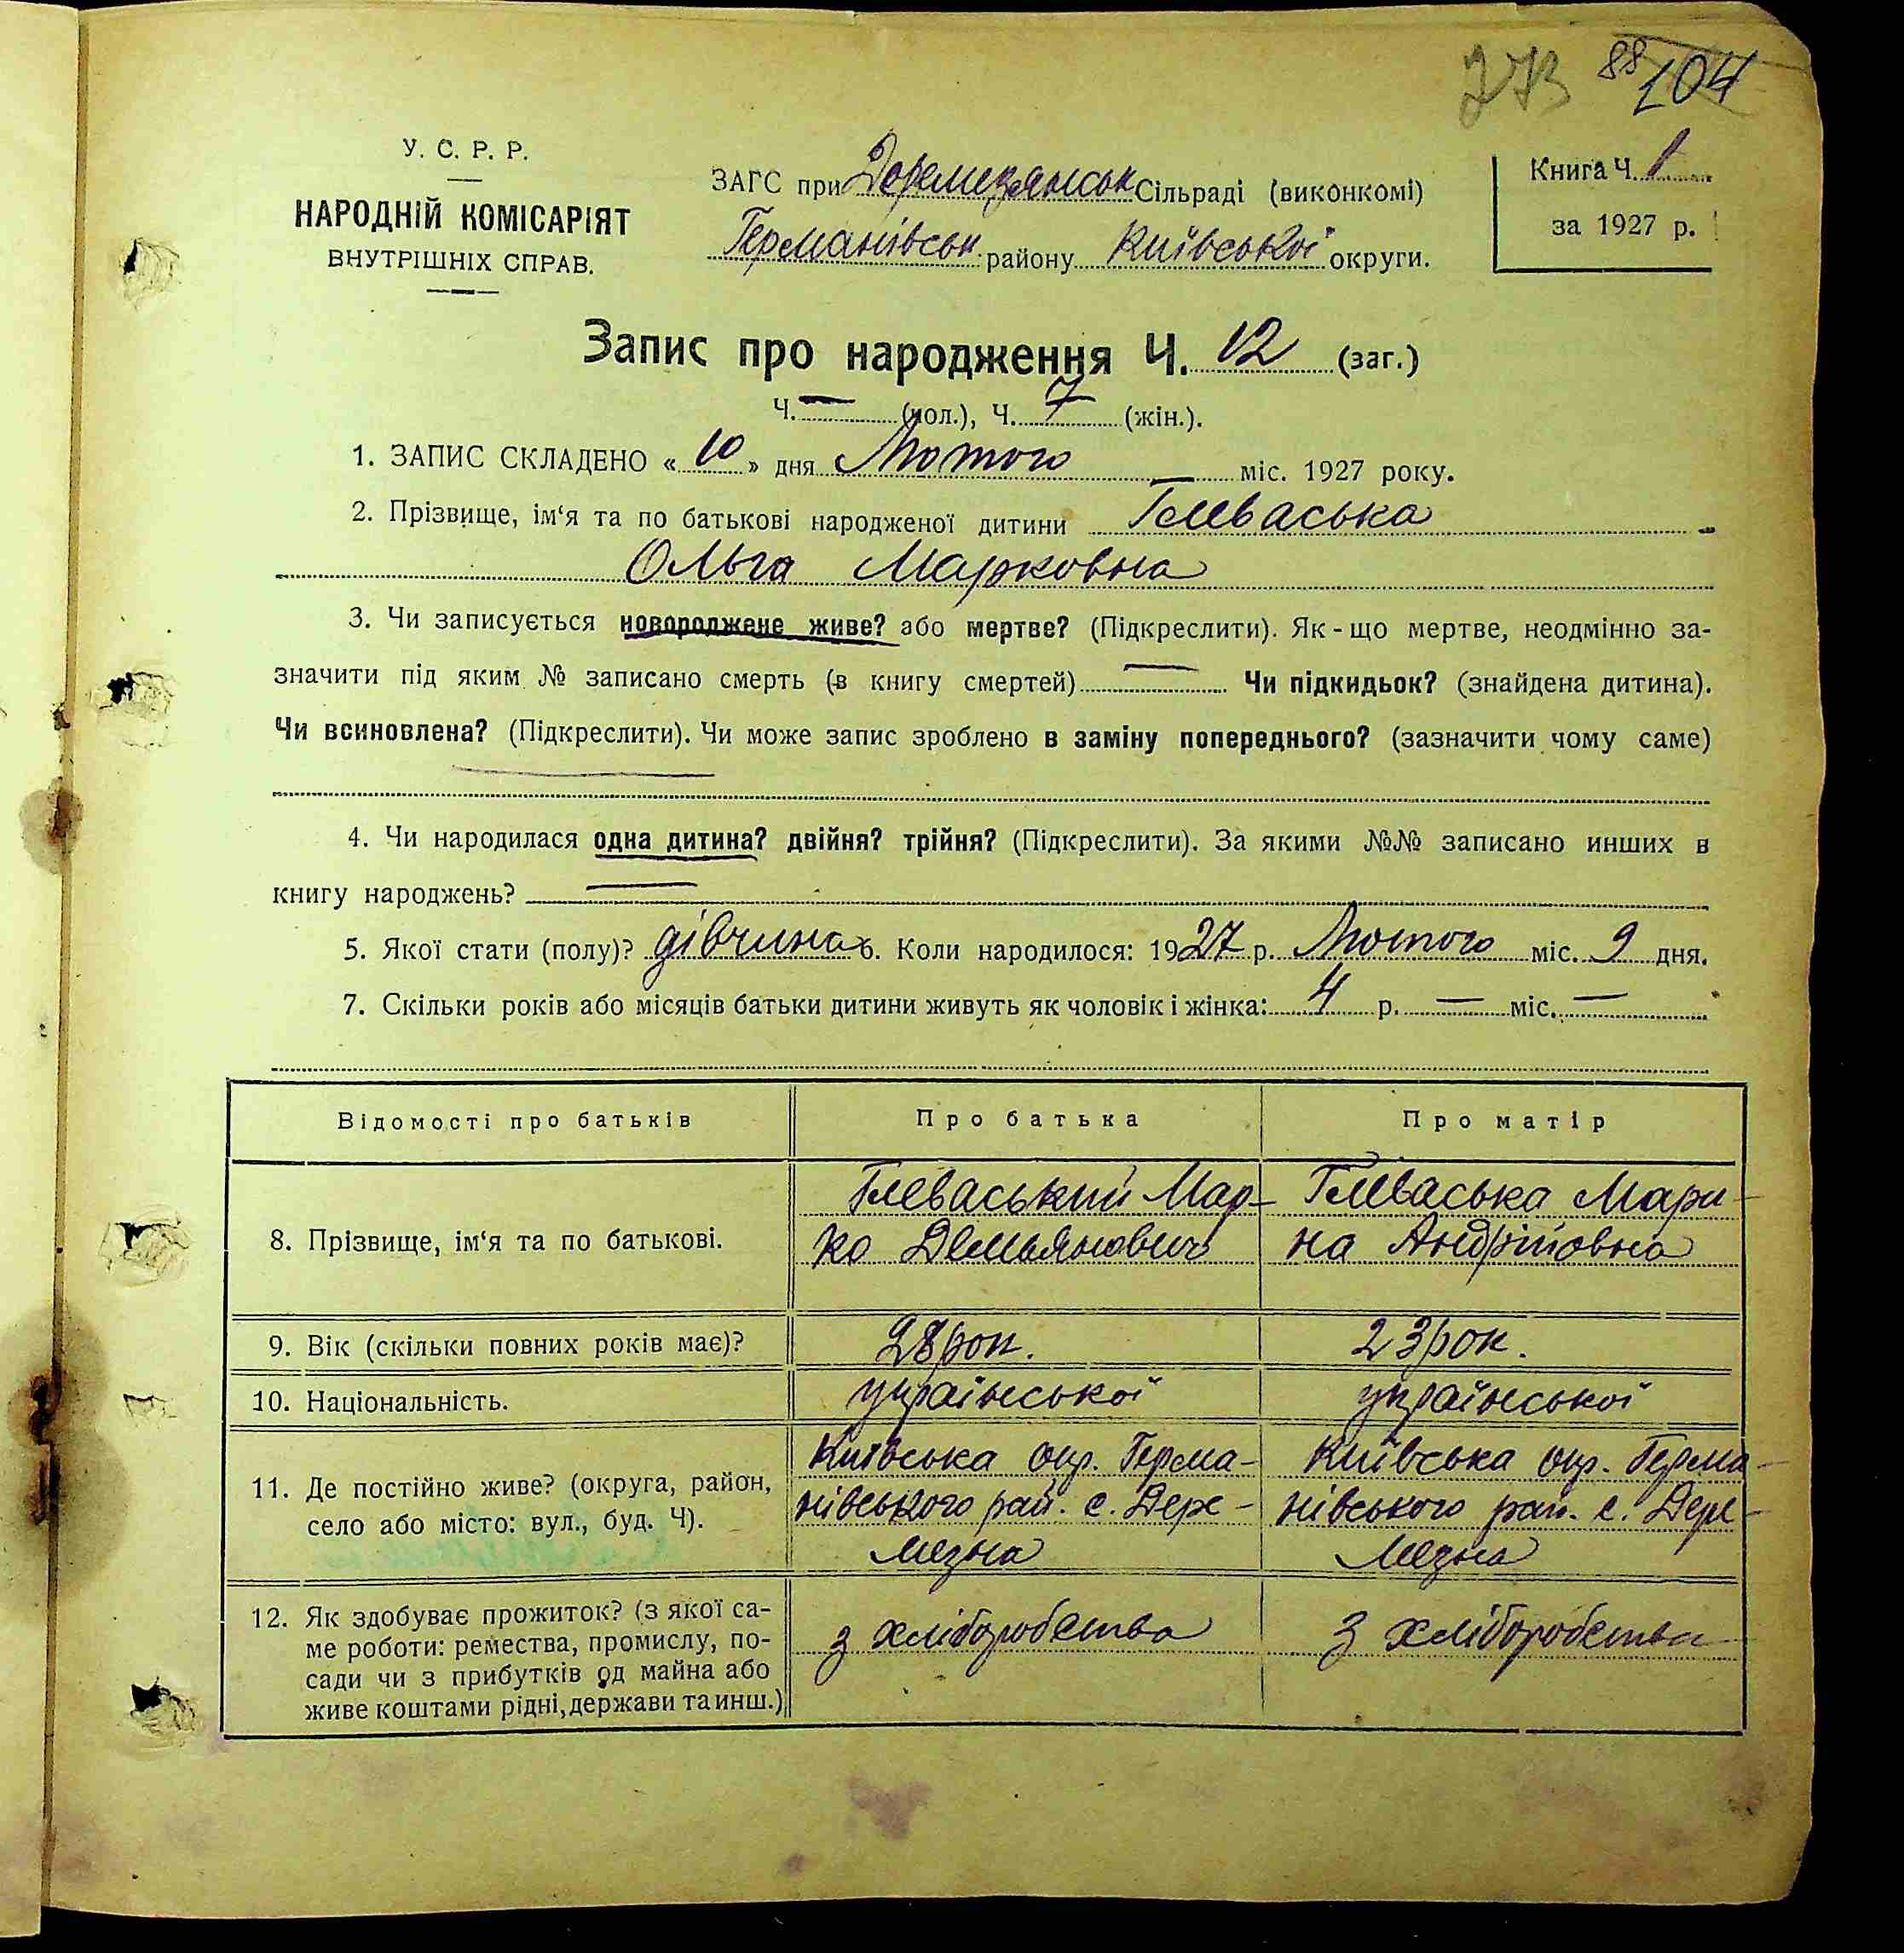 273 88 104
У. С. Р. Р.
НАРОДНІЙ КОМІСАРІЯТ
ВНУТРІШНІХ СПРАВ.
ЗАГС при Деремезянськ Сільраді (виконкомі)
Германівськ. району Київської округи.
Книга Ч. 1
за 1927 р.
Запис про народження Ч. 12 (заг.)
Ч. — (чол.), Ч. 7 (жін.).
1. ЗАПИС СКЛАДЕНО « 10 » дня Лютого міс. 1927 року.
2. Прізвище, ім‘я та по батькові народженої дитини Глеваська
Ольга Марковна
3. Чи записується новороджене живе? або мертве? (Підкреслити). Як-що мертве, неодмінно за-
значити під яким № записано смерть (в книгу смертей) — Чи підкидьок? (знайдена дитина).
Чи всиновлена? (Підкреслити). Чи може запис зроблено в заміну попереднього? (зазначити чому саме)
4. Чи народилася одна дитина? двійня? трійня? (Підкреслити). За якими №№ записано инших в
книгу народжень? —
5. Якої стати (полу)? дівчина 6. Коли народилося: 1927 р. Лютого міс. 9 дня.
7. Скільки років або місяців батьки дитини живуть як чоловік і жінка: 4 р. — міс. —
Відомості про батьків Про батька Про матір
8. Прізвище, ім‘я та по батькові.
Глеваський Мар-
ко Демьянович
Глеваська Мари-
на Андріївна
9. Вік (скільки повних років має)? 28 рок. 23 рок.
10. Національність. української української
11. Де постійно живе? (округа, район,
село або місто: вул., буд. Ч).
Київська окр. Герма-
нівського рай. с. Дере-
мезна
Київська окр. Герма-
нівського рай. с. Дере-
мезна
12. Як здобуває прожиток? (з якої са-
ме роботи: ремества, промислу, по-
сади чи з прибутків од майна або
живе коштами рідні, держави та инш.)
з хліборобства
з хліборобства